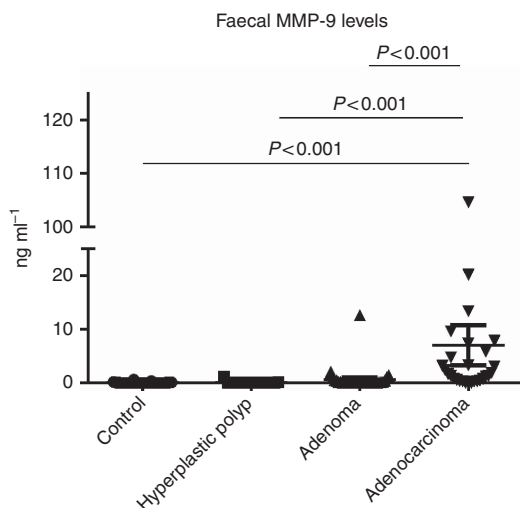 Faecal MMP-9 levels
P<0.001
P<0.001
P<0.001
120
110
100
20
10
0
ng ml⁻¹
Control
Hyperplastic polyp
Adenoma
Adenocarcinoma